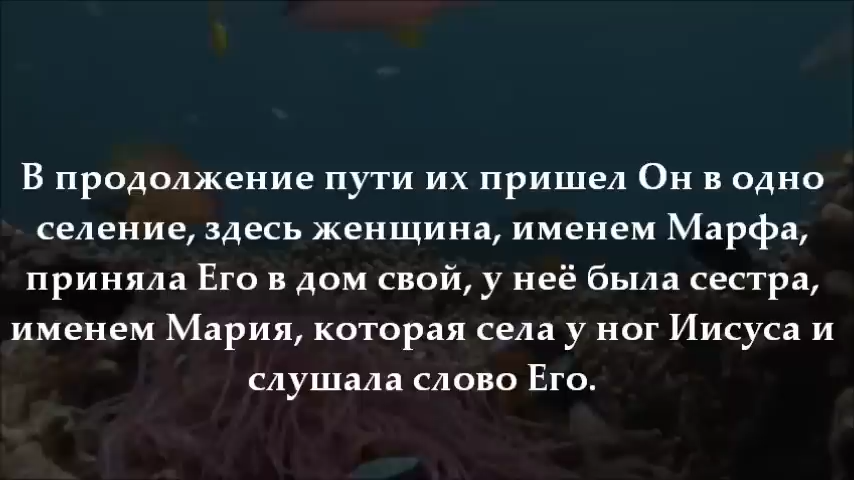 В продолжение пути их пришел Он в одно
селение, здесь женщина, именем Марфа,
приняла Его в дом свой, у неё была сестра,
именем Мария, которая села у ног Иисуса и
слушала слово Его.